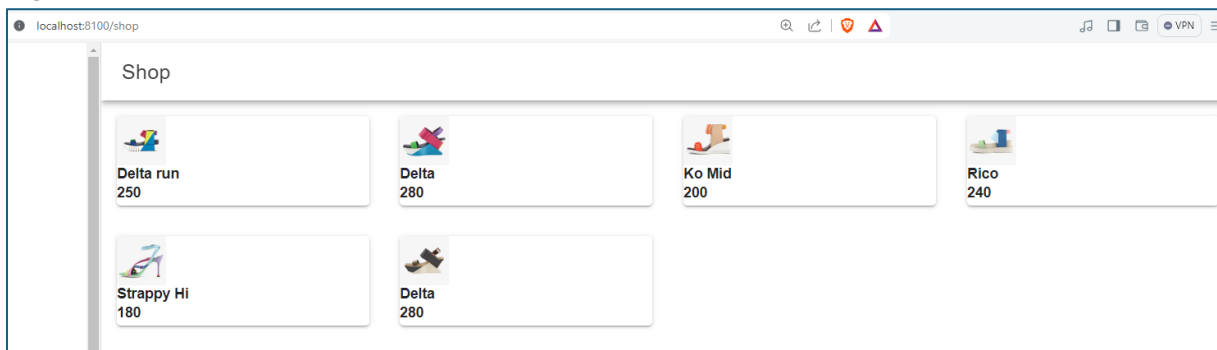 localhost:8100/shop
VPN
Shop
Delta run
250
Delta
280
Ko Mid
200
Rico
240
Strappy Hi
180
Delta
280